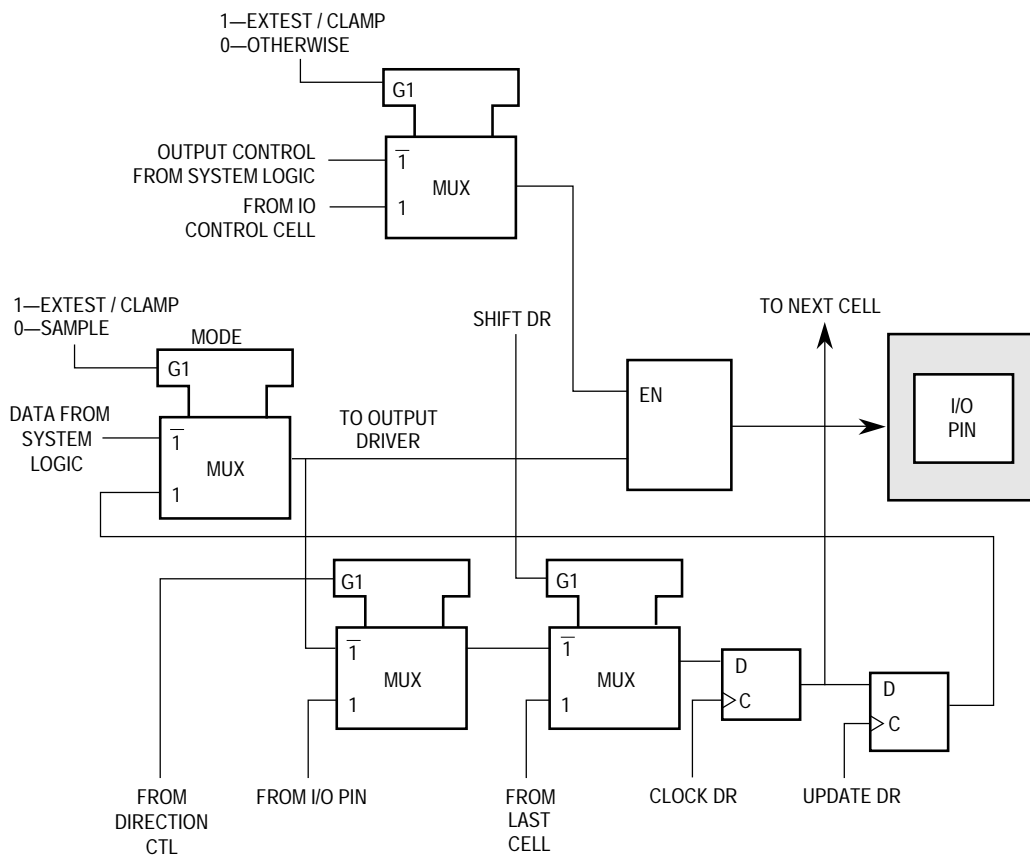 1—EXTEST / CLAMP
0—OTHERWISE
G1
OUTPUT CONTROL
FROM SYSTEM LOGIC
FROM IO
CONTROL CELL
1̅
1
MUX
1—EXTEST / CLAMP
0—SAMPLE
MODE
G1
DATA FROM
SYSTEM
LOGIC
1̅
1
MUX
SHIFT DR
TO OUTPUT
DRIVER
EN
TO NEXT CELL
I/O
PIN
G1
1̅
1
MUX
G1
1̅
1
MUX
D
C
D
C
FROM
DIRECTION
CTL
FROM I/O PIN
FROM
LAST
CELL
CLOCK DR
UPDATE DR